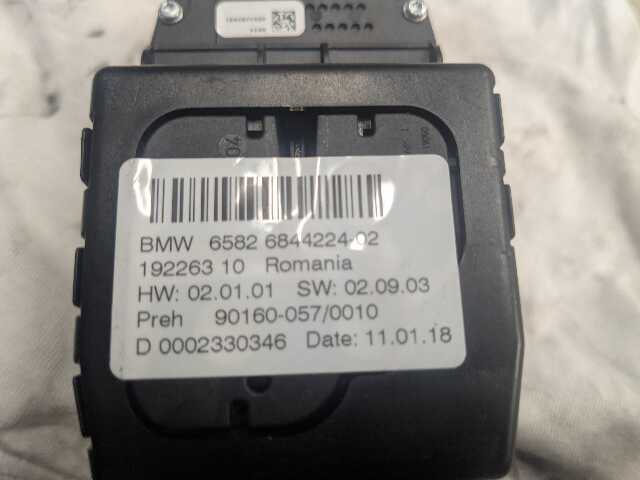 BMW 6582 6844224-02
192263 10 Romania
HW: 02.01.01 SW: 02.09.03
Preh 90160-057/0010
D 0002330346 Date: 11.01.18